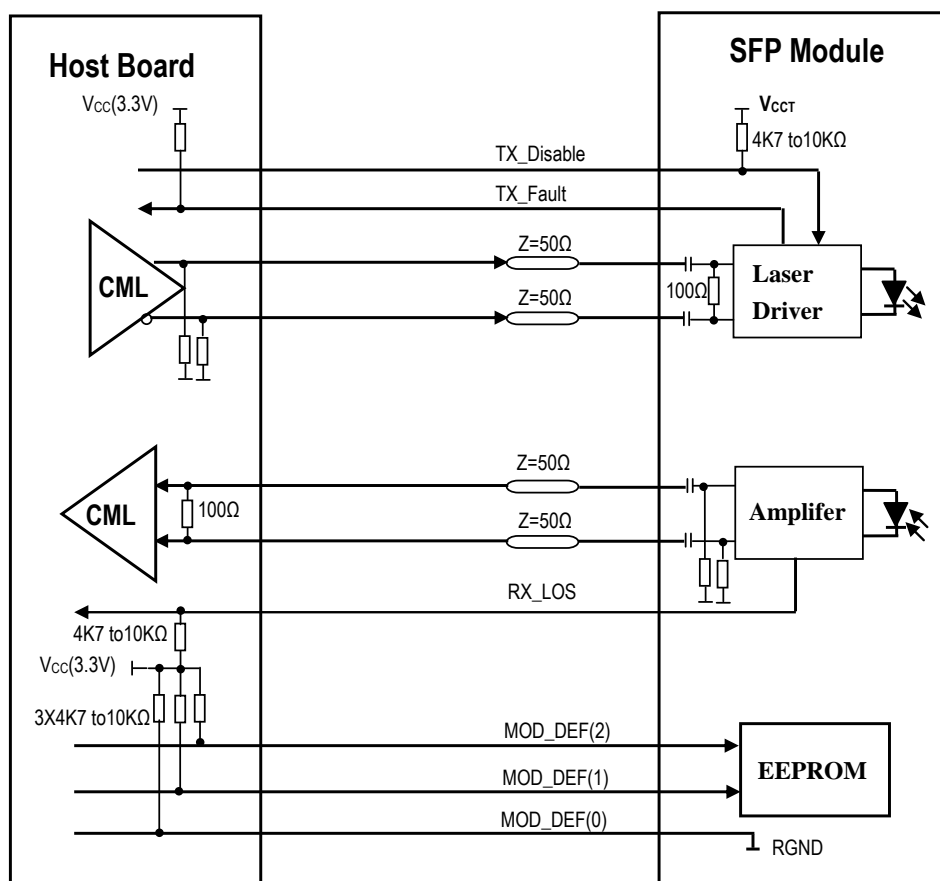 Host Board
SFP Module
Vcc(3.3V)
VCCT
4K7 to10KΩ
TX_Disable
TX_Fault
Z=50Ω
CML
Laser
Driver
100Ω
Z=50Ω
Z=50Ω
CML
100Ω
Amplifer
Z=50Ω
RX_LOS
4K7 to10KΩ
Vcc(3.3V)
3X4K7 to10KΩ
MOD_DEF(2)
EEPROM
MOD_DEF(1)
MOD_DEF(0)
RGND